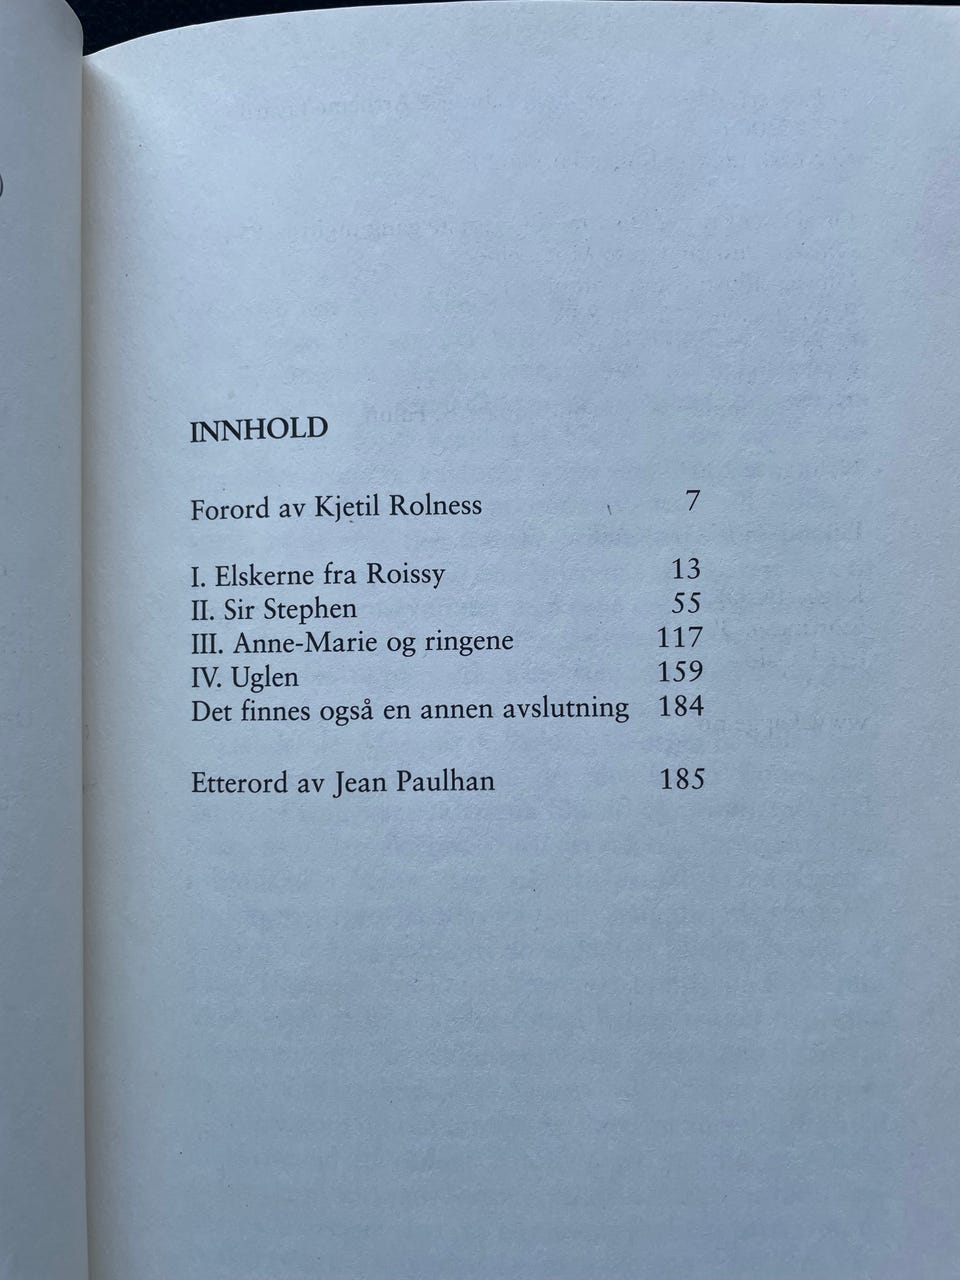 INNHOLD
Forord av Kjetil Rolness 7
I. Elskerne fra Roissy 13
II. Sir Stephen 55
III. Anne-Marie og ringene 117
IV. Uglen 159
Det finnes også en annen avslutning 184
Etterord av Jean Paulhan 185